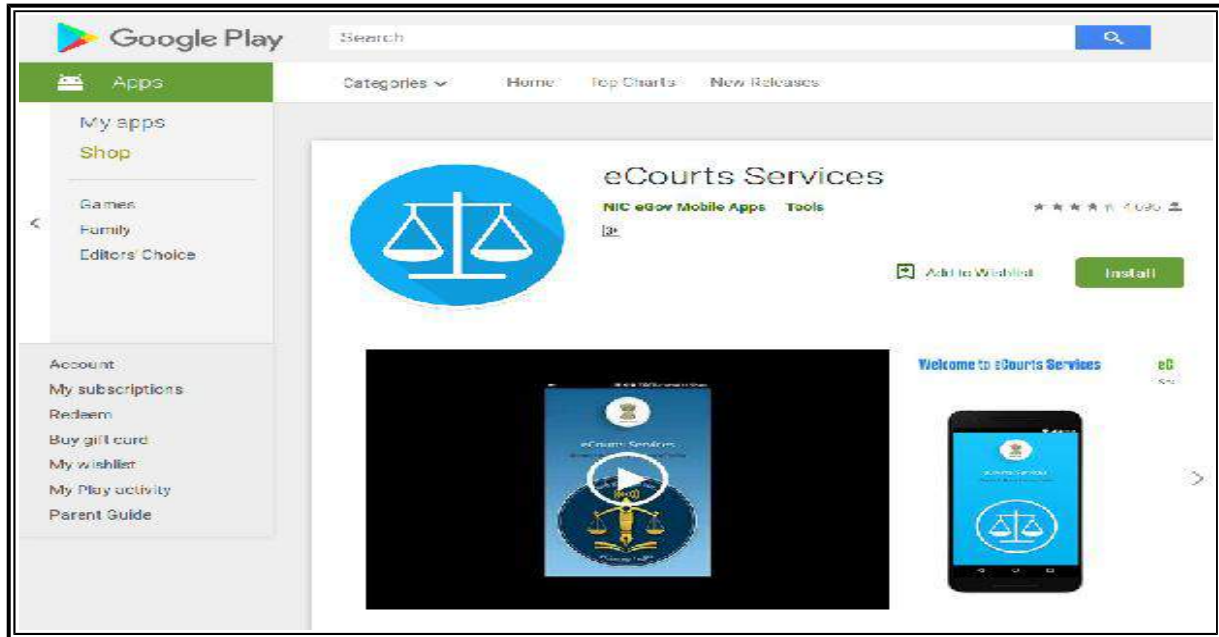 Google Play
Search
Apps
Categories
Home
Top Charts
New Releases
My apps
Shop
Games
Family
Editors' Choice
Account
My subscriptions
Redeem
Buy gift card
My wishlist
My Play activity
Parent Guide
eCourts Services
NIC eGov Mobile Apps Tools
3+
Add to Wishlist
Install
eCourts Services
Welcome to eCourts Services
eC